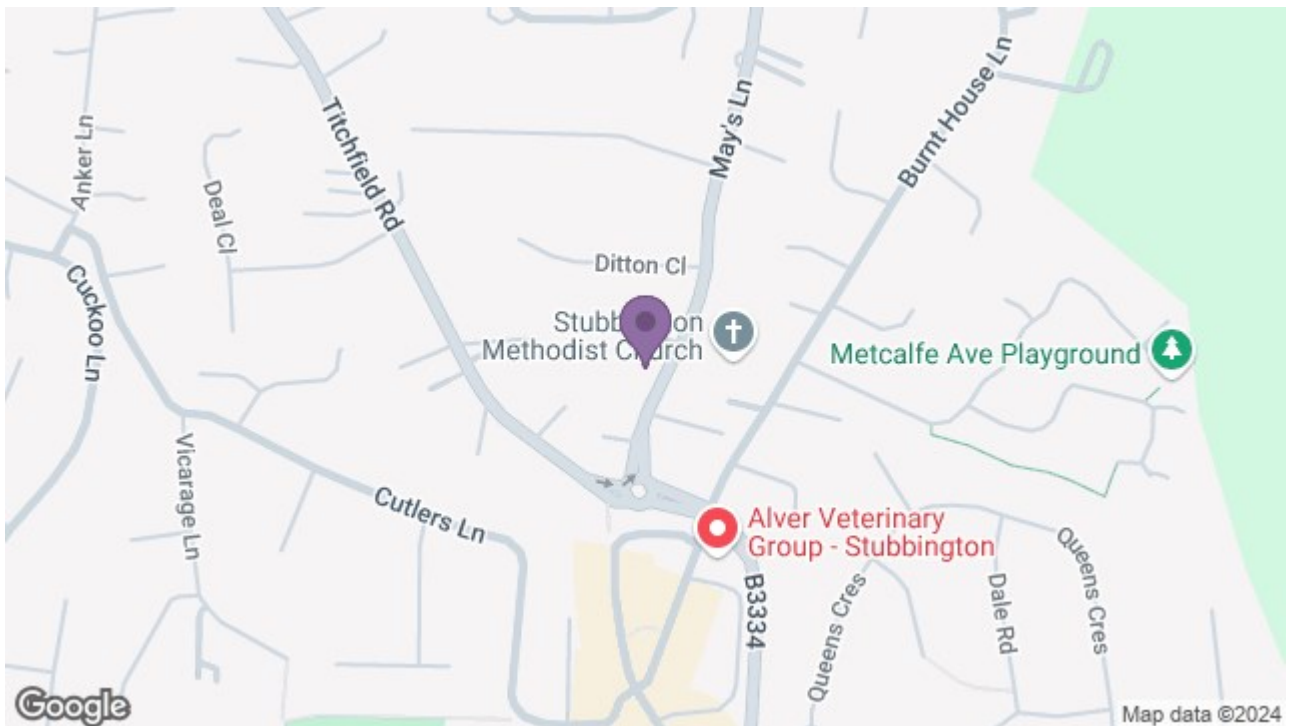 Titchfield Rd
May's Ln
Burnt House Ln
Anker Ln
Deal Cl
Ditton Cl
Cuckoo Ln
Methodist Church
Metcalfe Ave Playground
Vicarage Ln
Cutlers Ln
Alver Veterinary
Group - Stubbington
B3334
Queens Cres
Dale Rd
Queens Cres
Google
Map data ©2024